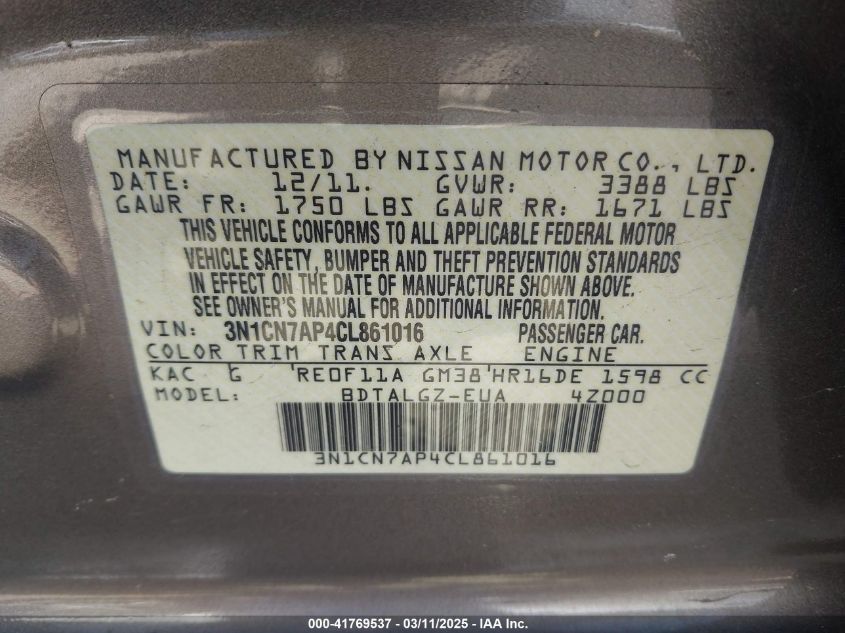 MANUFACTURED BY NISSAN MOTOR CO., LTD.
DATE: 12/11. GVWR: 3388 LBS
GAWR FR: 1750 LBS GAWR RR: 1671 LBS
THIS VEHICLE CONFORMS TO ALL APPLICABLE FEDERAL MOTOR
VEHICLE SAFETY, BUMPER AND THEFT PREVENTION STANDARDS
IN EFFECT ON THE DATE OF MANUFACTURE SHOWN ABOVE.
SEE OWNER'S MANUAL FOR ADDITIONAL INFORMATION.
VIN: 3N1CN7AP4CL861016 PASSENGER CAR.
COLOR TRIM TRANS AXLE ENGINE
KAC G RE0F11A GM38 HR16DE 1598 CC
MODEL: BDTALGZ-EUA 4Z000
3N1CN7AP4CL861016
000-41769537 / 03/11/2025 - IAA Inc.